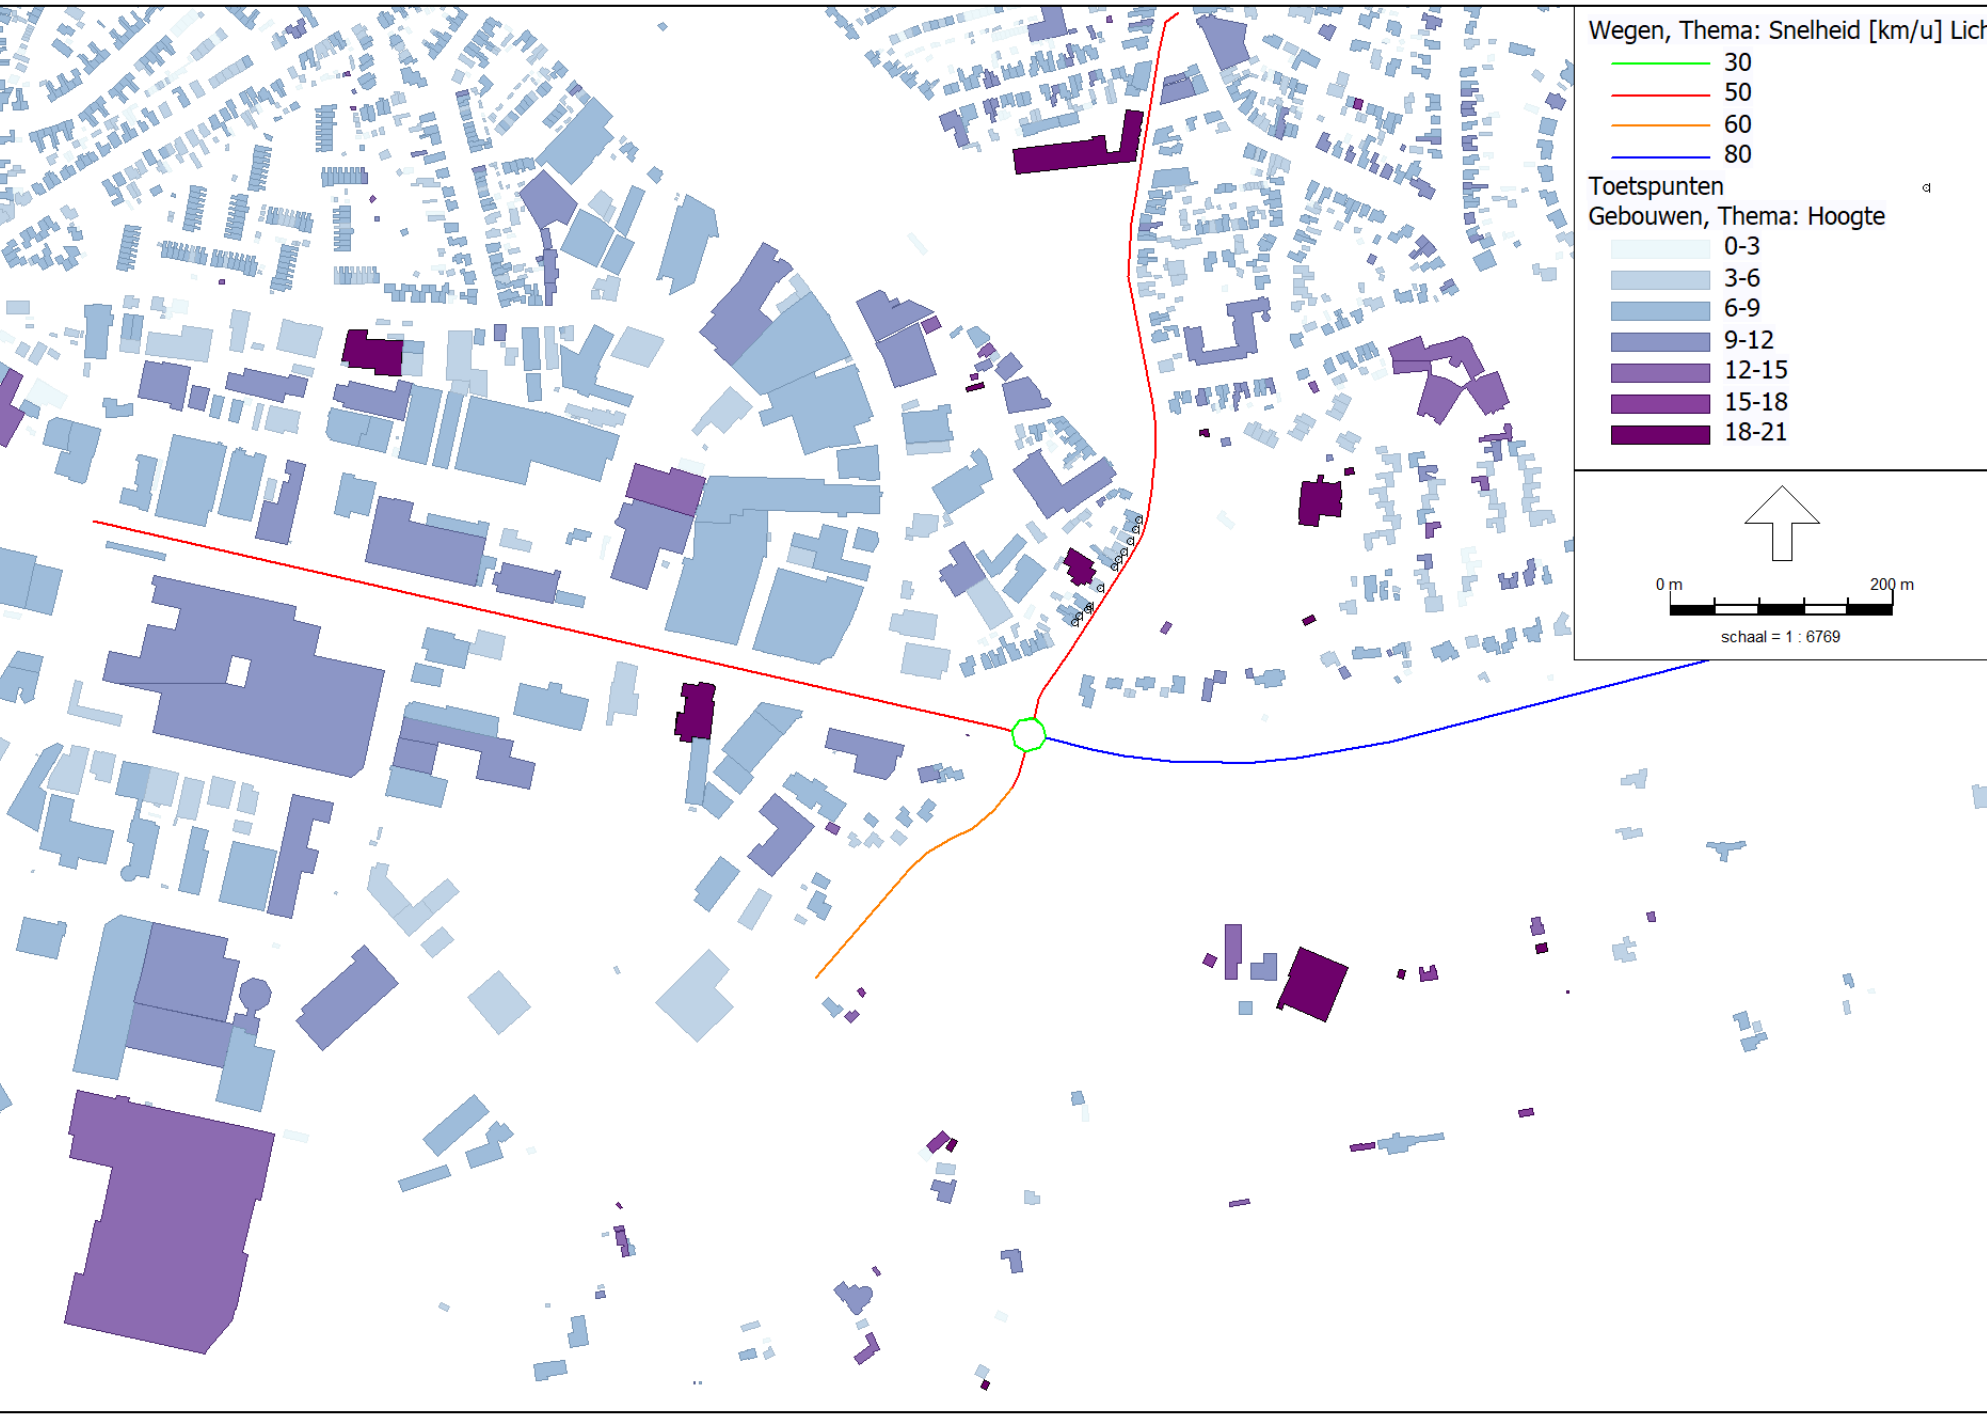 Wegen, Thema: Snelheid [km/u] Lich
30
50
60
80
Toetspunten
Gebouwen, Thema: Hoogte
0-3
3-6
6-9
9-12
12-15
15-18
18-21
0 m 200 m
schaal = 1 : 6769